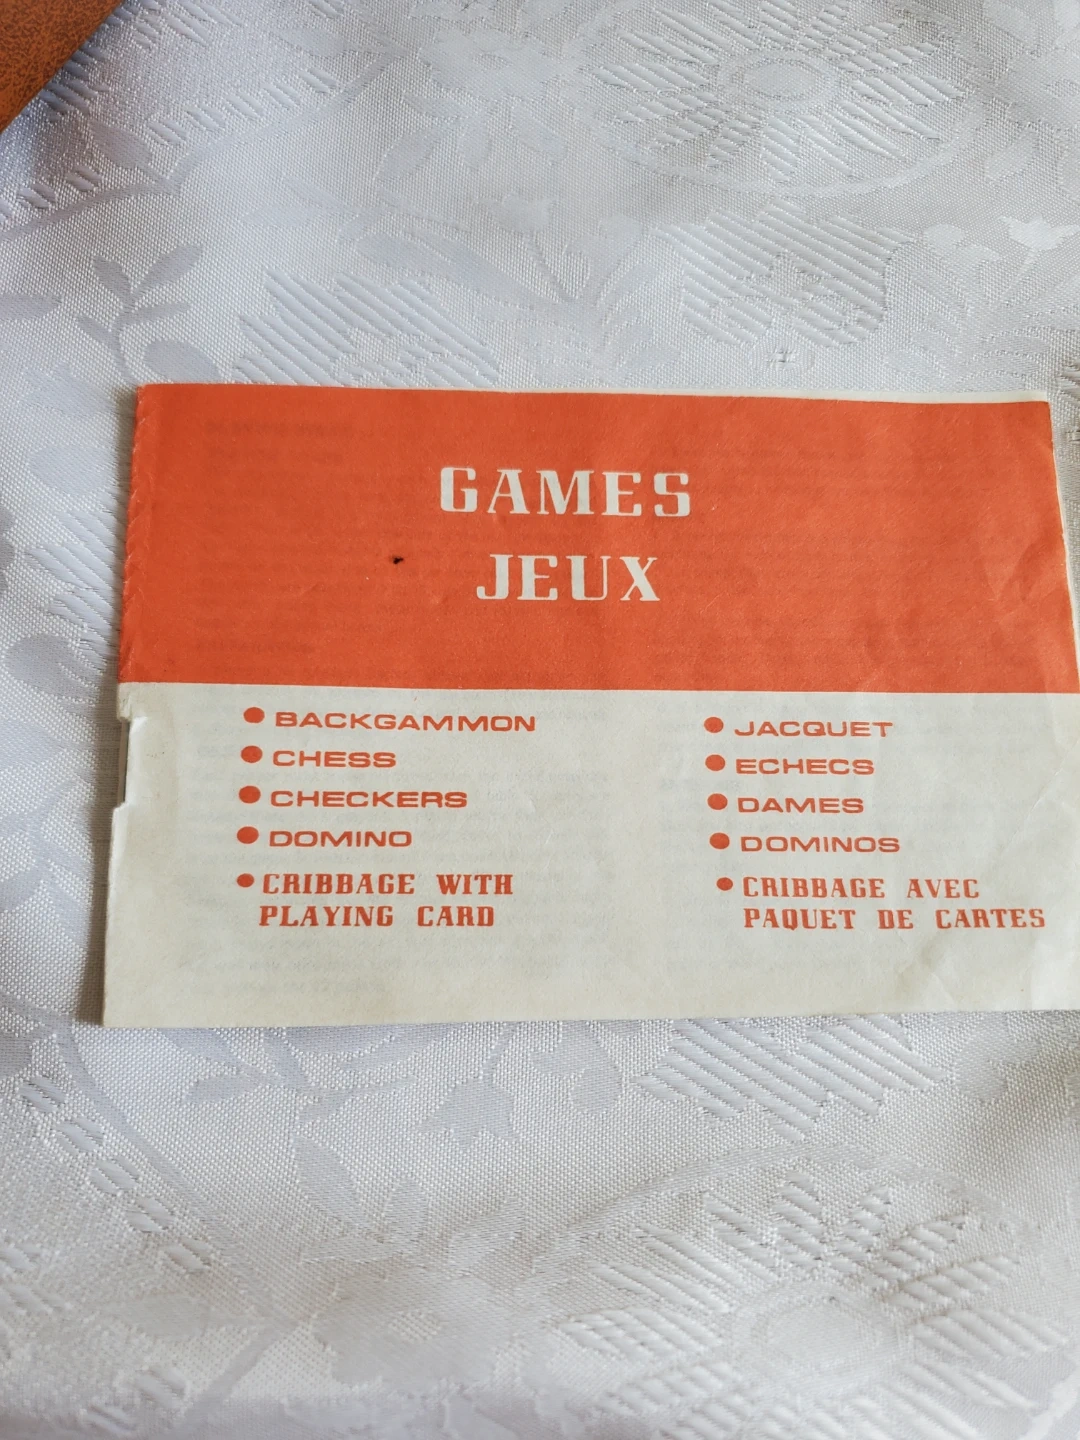 GAMES
JEUX
● BACKGAMMON
● CHESS
● CHECKERS
● DOMINO
● CRIBBAGE WITH
PLAYING CARD
● JACQUET
● ECHECS
● DAMES
● DOMINOS
● CRIBBAGE AVEC
PAQUET DE CARTES